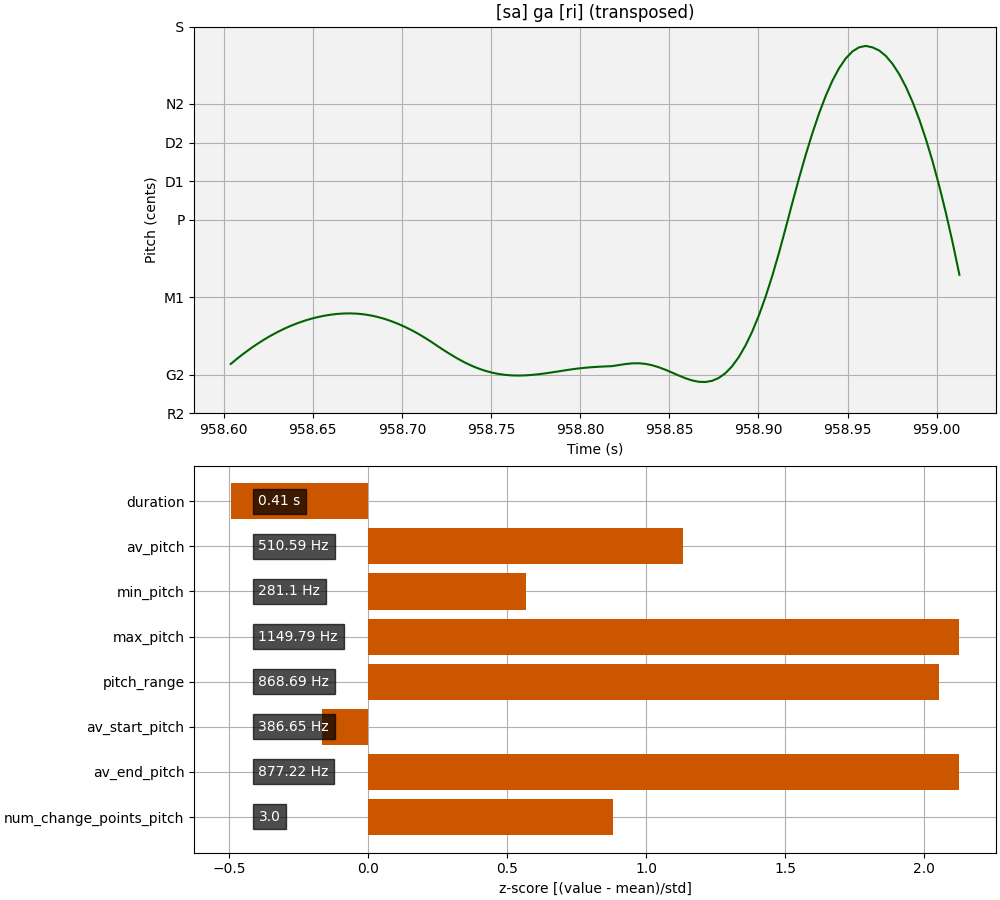 [sa] ga [ri] (transposed)
S
N2
D2
D1
P
M1
G2
R2
Pitch (cents)
958.60 958.65 958.70 958.75 958.80 958.85 958.90 958.95 959.00
Time (s)
duration 0.41 s
av_pitch 510.59 Hz
min_pitch 281.1 Hz
max_pitch 1149.79 Hz
pitch_range 868.69 Hz
av_start_pitch 386.65 Hz
av_end_pitch 877.22 Hz
num_change_points_pitch 3.0
−0.5 0.0 0.5 1.0 1.5 2.0
z-score [(value - mean)/std]